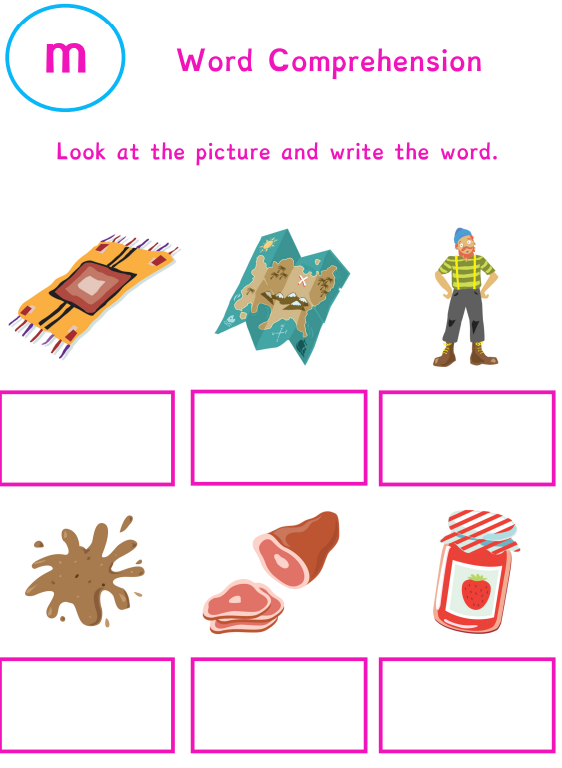 m
Word Comprehension
Look at the picture and write the word.